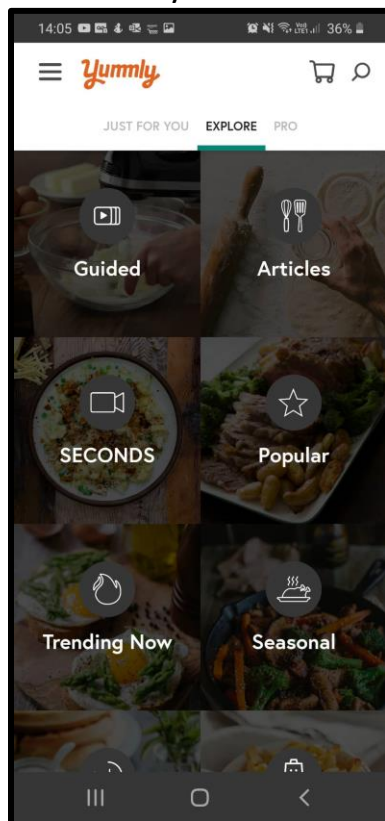 14:05 36%
Yummly
JUST FOR YOU EXPLORE PRO
Guided Articles
SECONDS Popular
Trending Now Seasonal